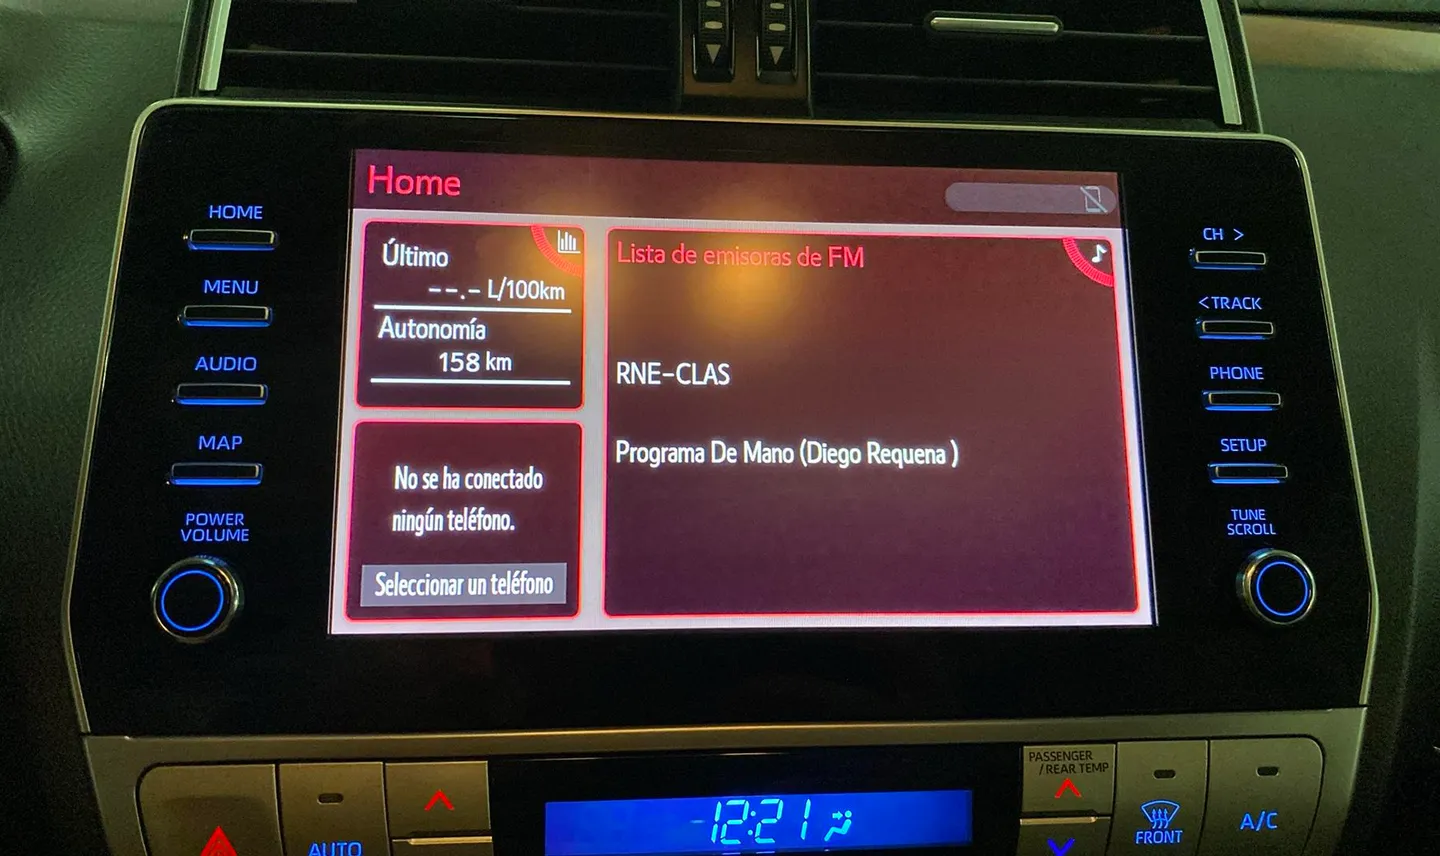 Home
HOME
MENU
AUDIO
MAP
POWER
VOLUME
Último
--.- L/100km
Autonomía
158 km
No se ha conectado
ningún teléfono.
Seleccionar un teléfono
Lista de emisoras de FM
RNE-CLAS
Programa De Mano (Diego Requena )
CH >
<TRACK
PHONE
SETUP
TUNE
SCROLL
AUTO
12:21
PASSENGER
/REAR TEMP
FRONT
A/C